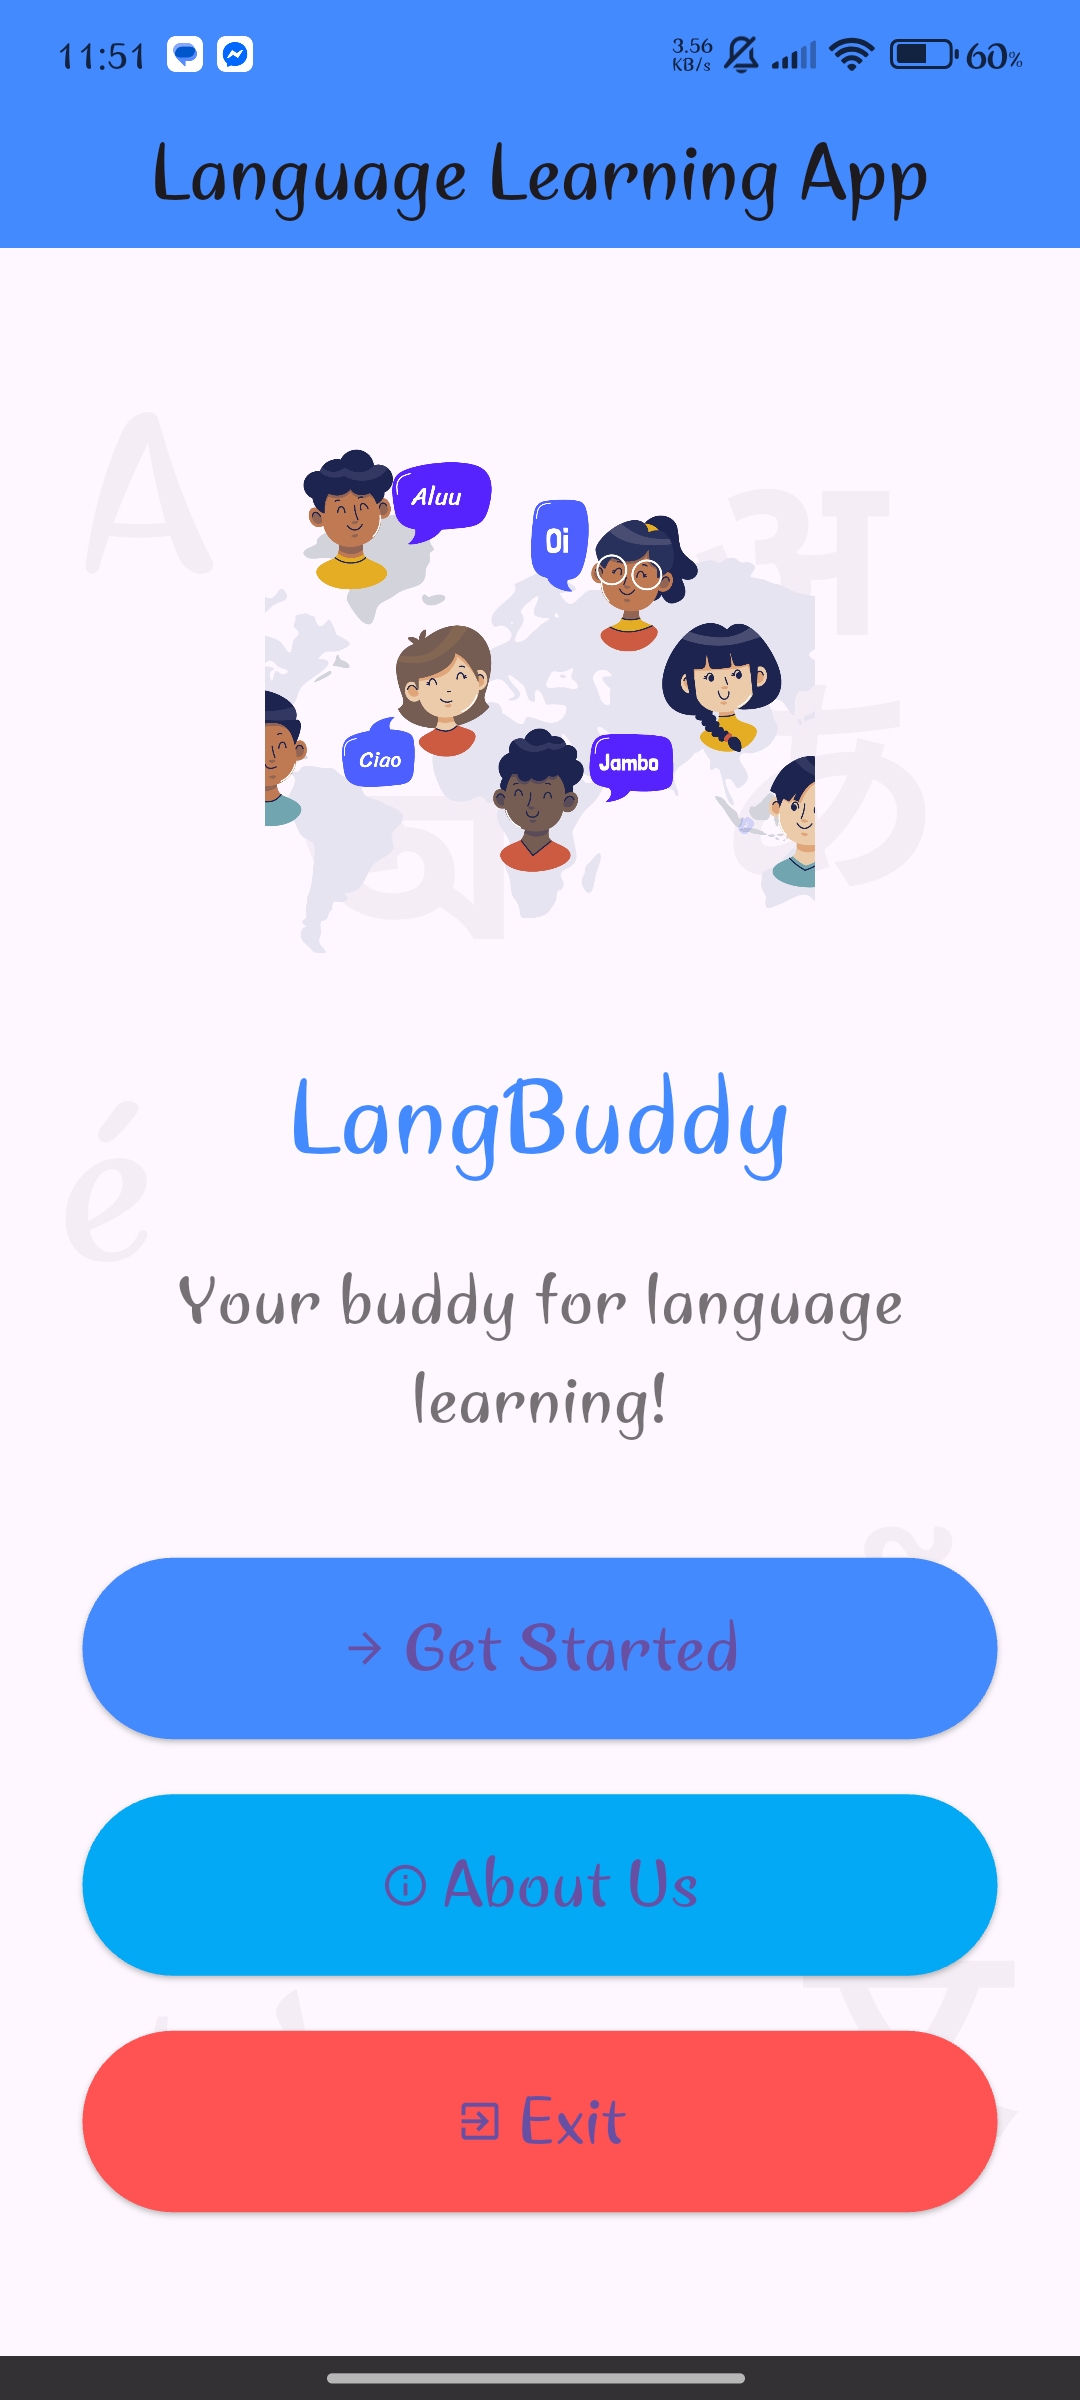 11:51
3.56
KB/s
60%
Language Learning App
A
अ
Aluu
Oi
あ
Ciao
Jambo
é
LangBuddy
Your buddy for language
learning!
→ Get Started
About Us
Exit